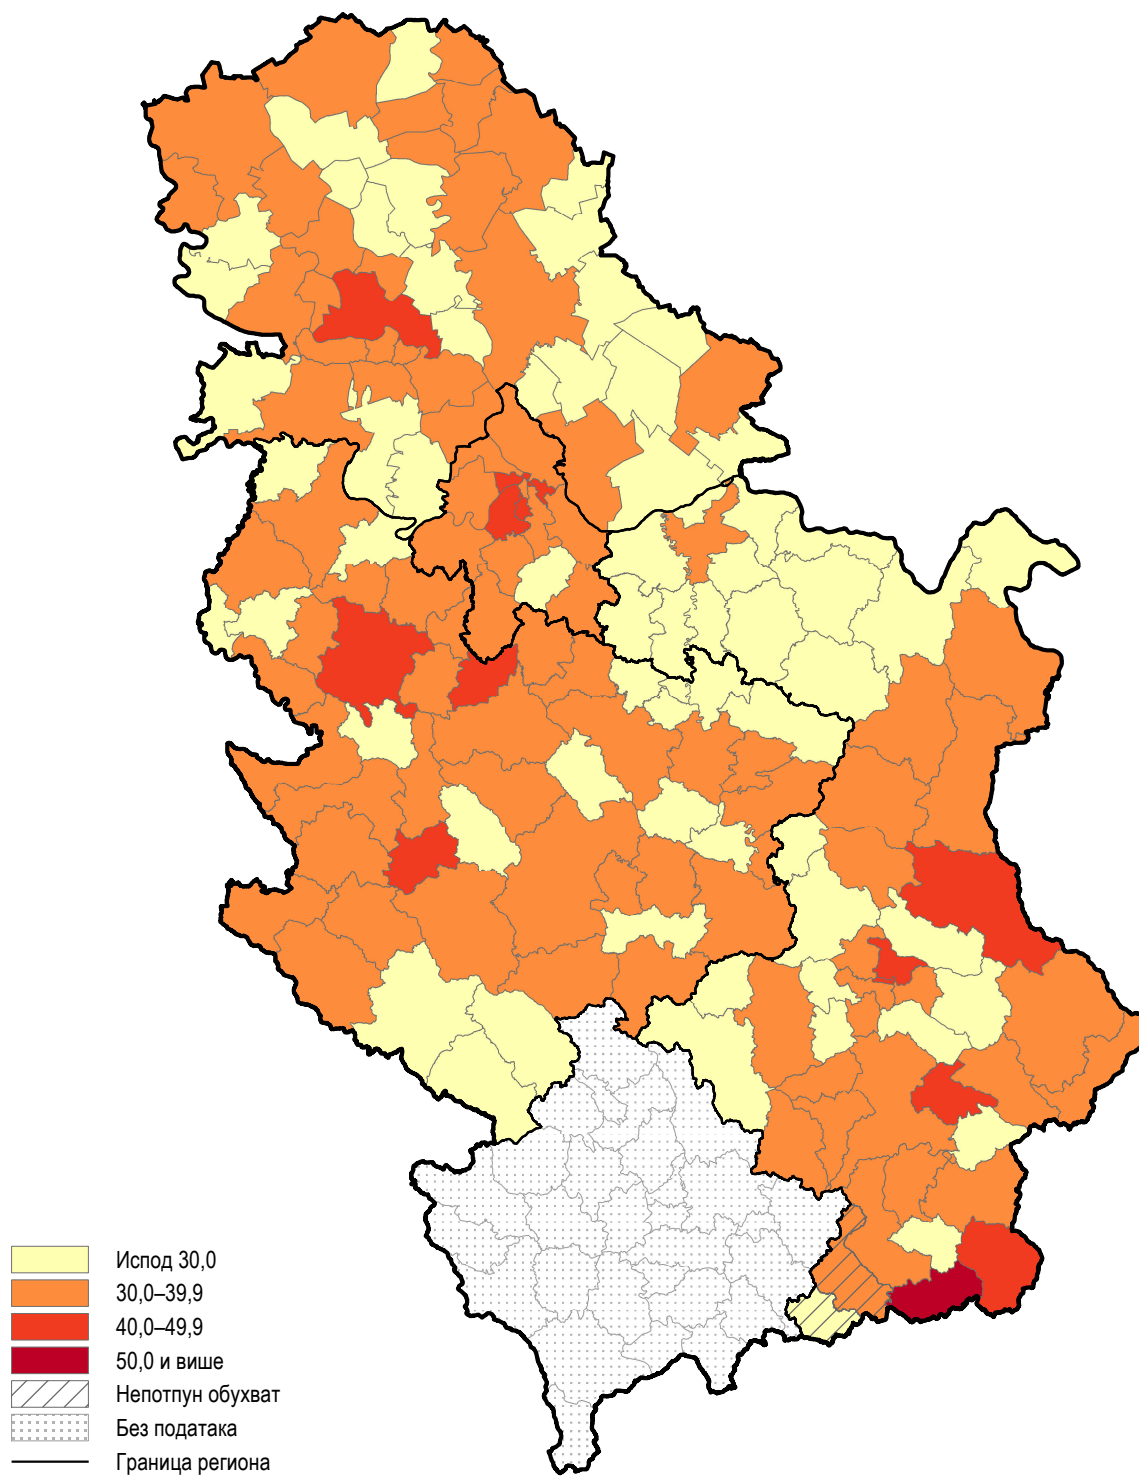 Испод 30,0
30,0–39,9
40,0–49,9
50,0 и више
Непотпун обухват
Без података
Граница региона